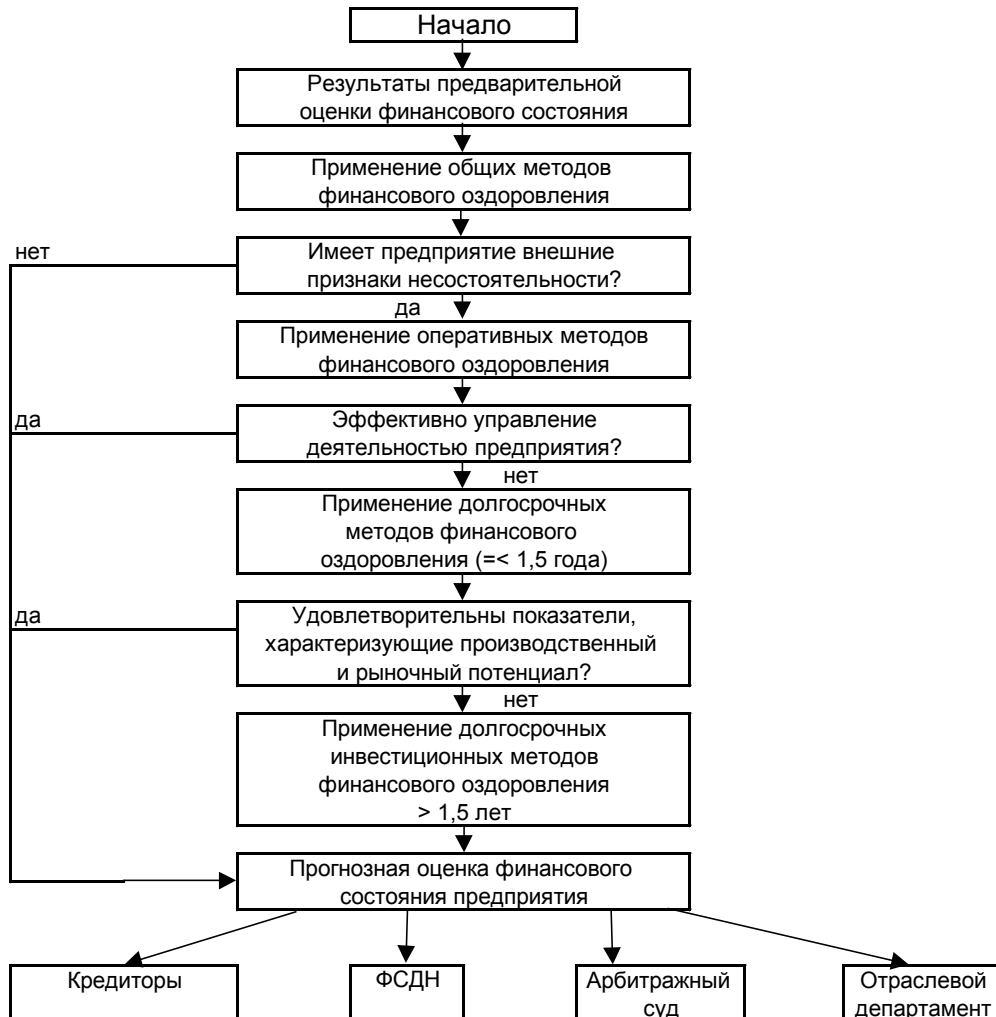 Начало
Результаты предварительной
оценки финансового состояния
Применение общих методов
финансового оздоровления
нет
Имеет предприятие внешние
признаки несостоятельности?
да
Применение оперативных методов
финансового оздоровления
да
Эффективно управление
деятельностью предприятия?
нет
Применение долгосрочных
методов финансового
оздоровления (=< 1,5 года)
да
Удовлетворительны показатели,
характеризующие производственный
и рыночный потенциал?
нет
Применение долгосрочных
инвестиционных методов
финансового оздоровления
> 1,5 лет
Прогнозная оценка финансового
состояния предприятия
Кредиторы
ФСДН
Арбитражный
суд
Отраслевой
департамент